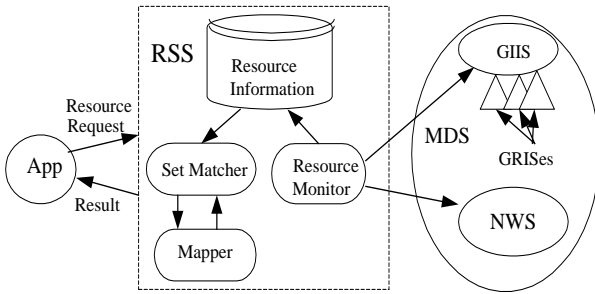 RSS
Resource
Information
GIIS
Resource
Request
App
Result
Set Matcher
Mapper
Resource
Monitor
MDS
GRISes
NWS